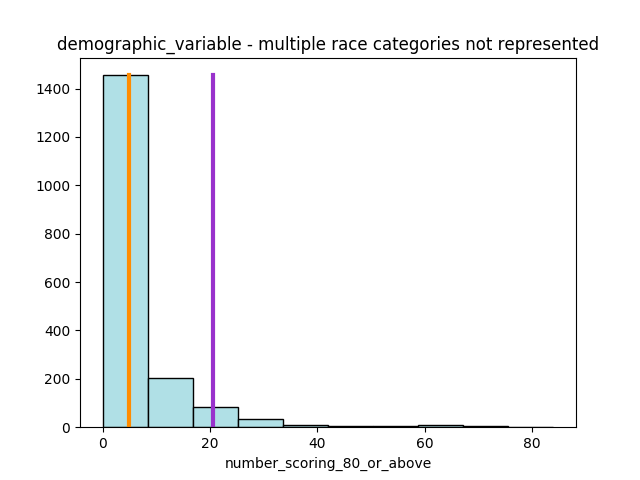 demographic_variable - multiple race categories not represented
1400
1200
1000
800
600
400
200
0
0 20 40 60 80
number_scoring_80_or_above